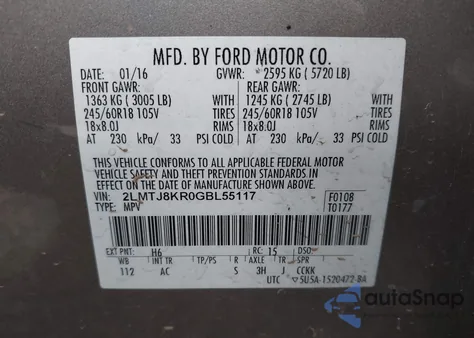 MFD. BY FORD MOTOR CO.
DATE: 01/16 GVWR: 2595 KG ( 5720 LB)
FRONT GAWR: REAR GAWR:
1363 KG ( 3005 LB) WITH 1245 KG ( 2745 LB) WITH
245/60R18 105V TIRES 245/60R18 105V TIRES
18x8.0J RIMS 18x8.0J RIMS
AT 230 kPa/ 33 PSI COLD AT 230 kPa/ 33 PSI COLD
THIS VEHICLE CONFORMS TO ALL APPLICABLE FEDERAL MOTOR
VEHICLE SAFETY AND THEFT PREVENTION STANDARDS IN
EFFECT ON THE DATE OF MANUFACTURE SHOWN ABOVE.
VIN: 2LMTJ8KR0GBL55117 F0108
TYPE: MPV T0177
EXT PNT: H6 RC: 15 DSO:
WB INT TR TP/PS R AXLE TR SPR
112 AC S 3H J CCKK
UTC 5U5A-1520472-BA
autoSnap